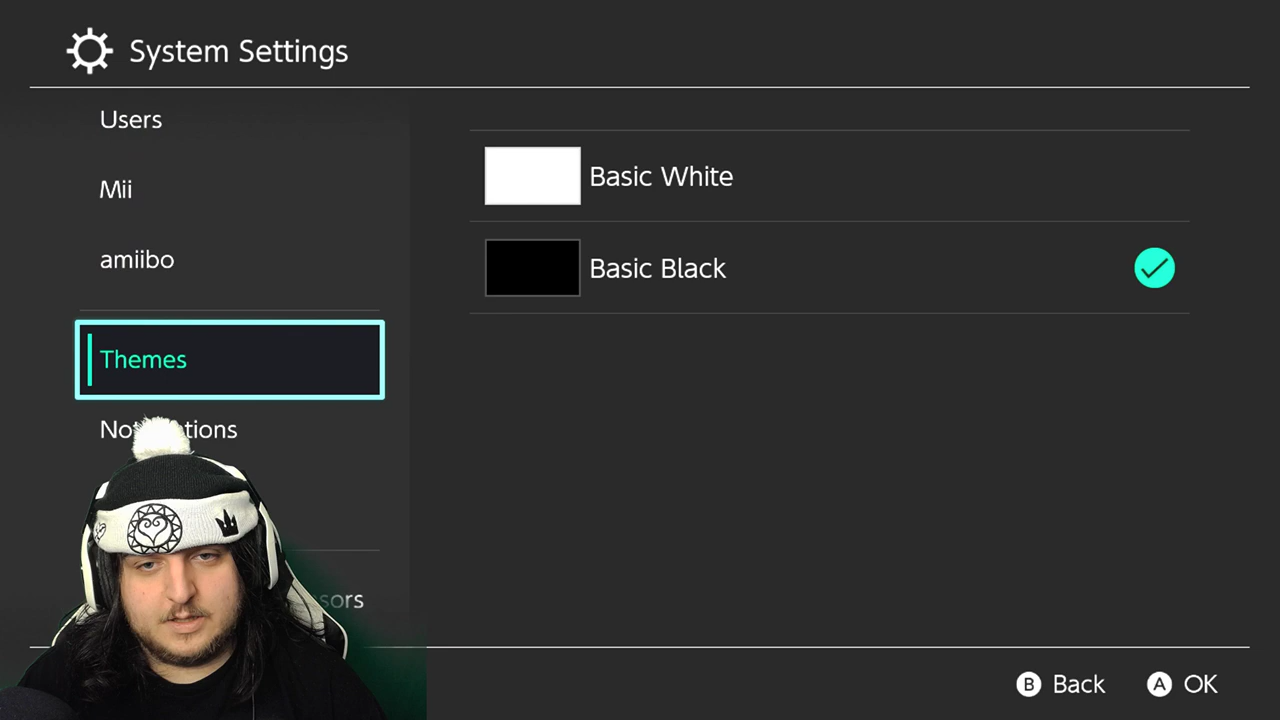 System Settings
Users
Mii
amiibo
Themes
Basic White
Basic Black
B Back
A OK